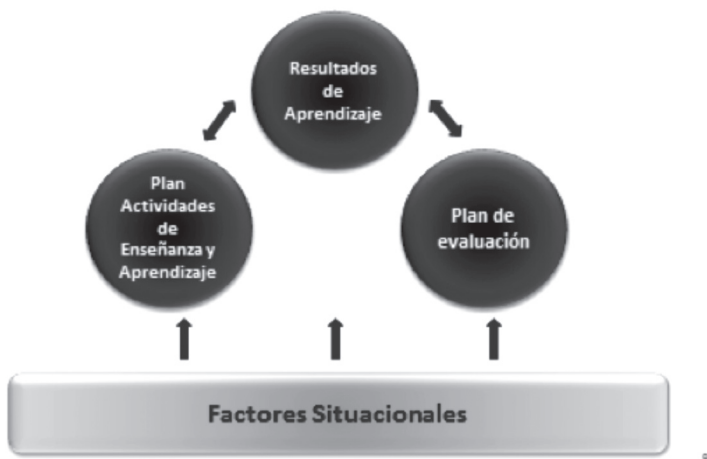 Resultados
de
Aprendizaje
Plan
Actividades
de
Enseñanza y
Aprendizaje
Plan de
evaluación
Factores Situacionales